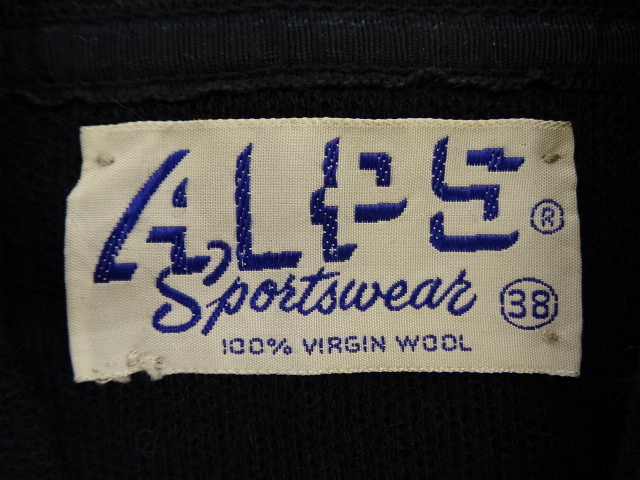 ALPS ®
Sportswear 38
100% VIRGIN WOOL